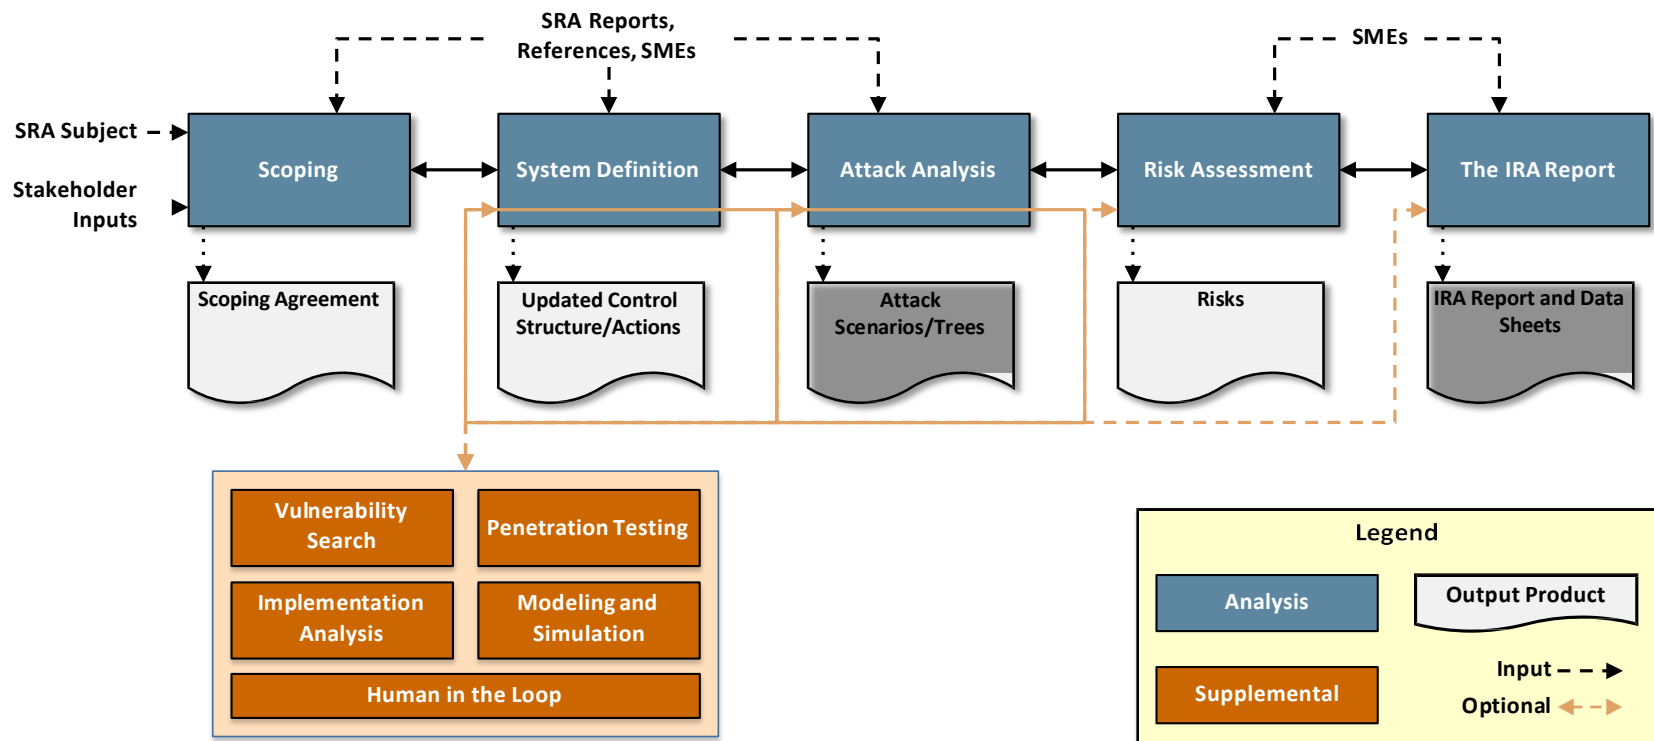 SRA Reports,
References, SMEs
SMEs
SRA Subject
Stakeholder
Inputs
Scoping
System Definition
Attack Analysis
Risk Assessment
The IRA Report
Scoping Agreement
Updated Control
Structure/Actions
Attack
Scenarios/Trees
Risks
IRA Report and Data
Sheets
Vulnerability
Search
Penetration Testing
Implementation
Analysis
Modeling and
Simulation
Human in the Loop
Legend
Analysis
Output Product
Supplemental
Input
Optional